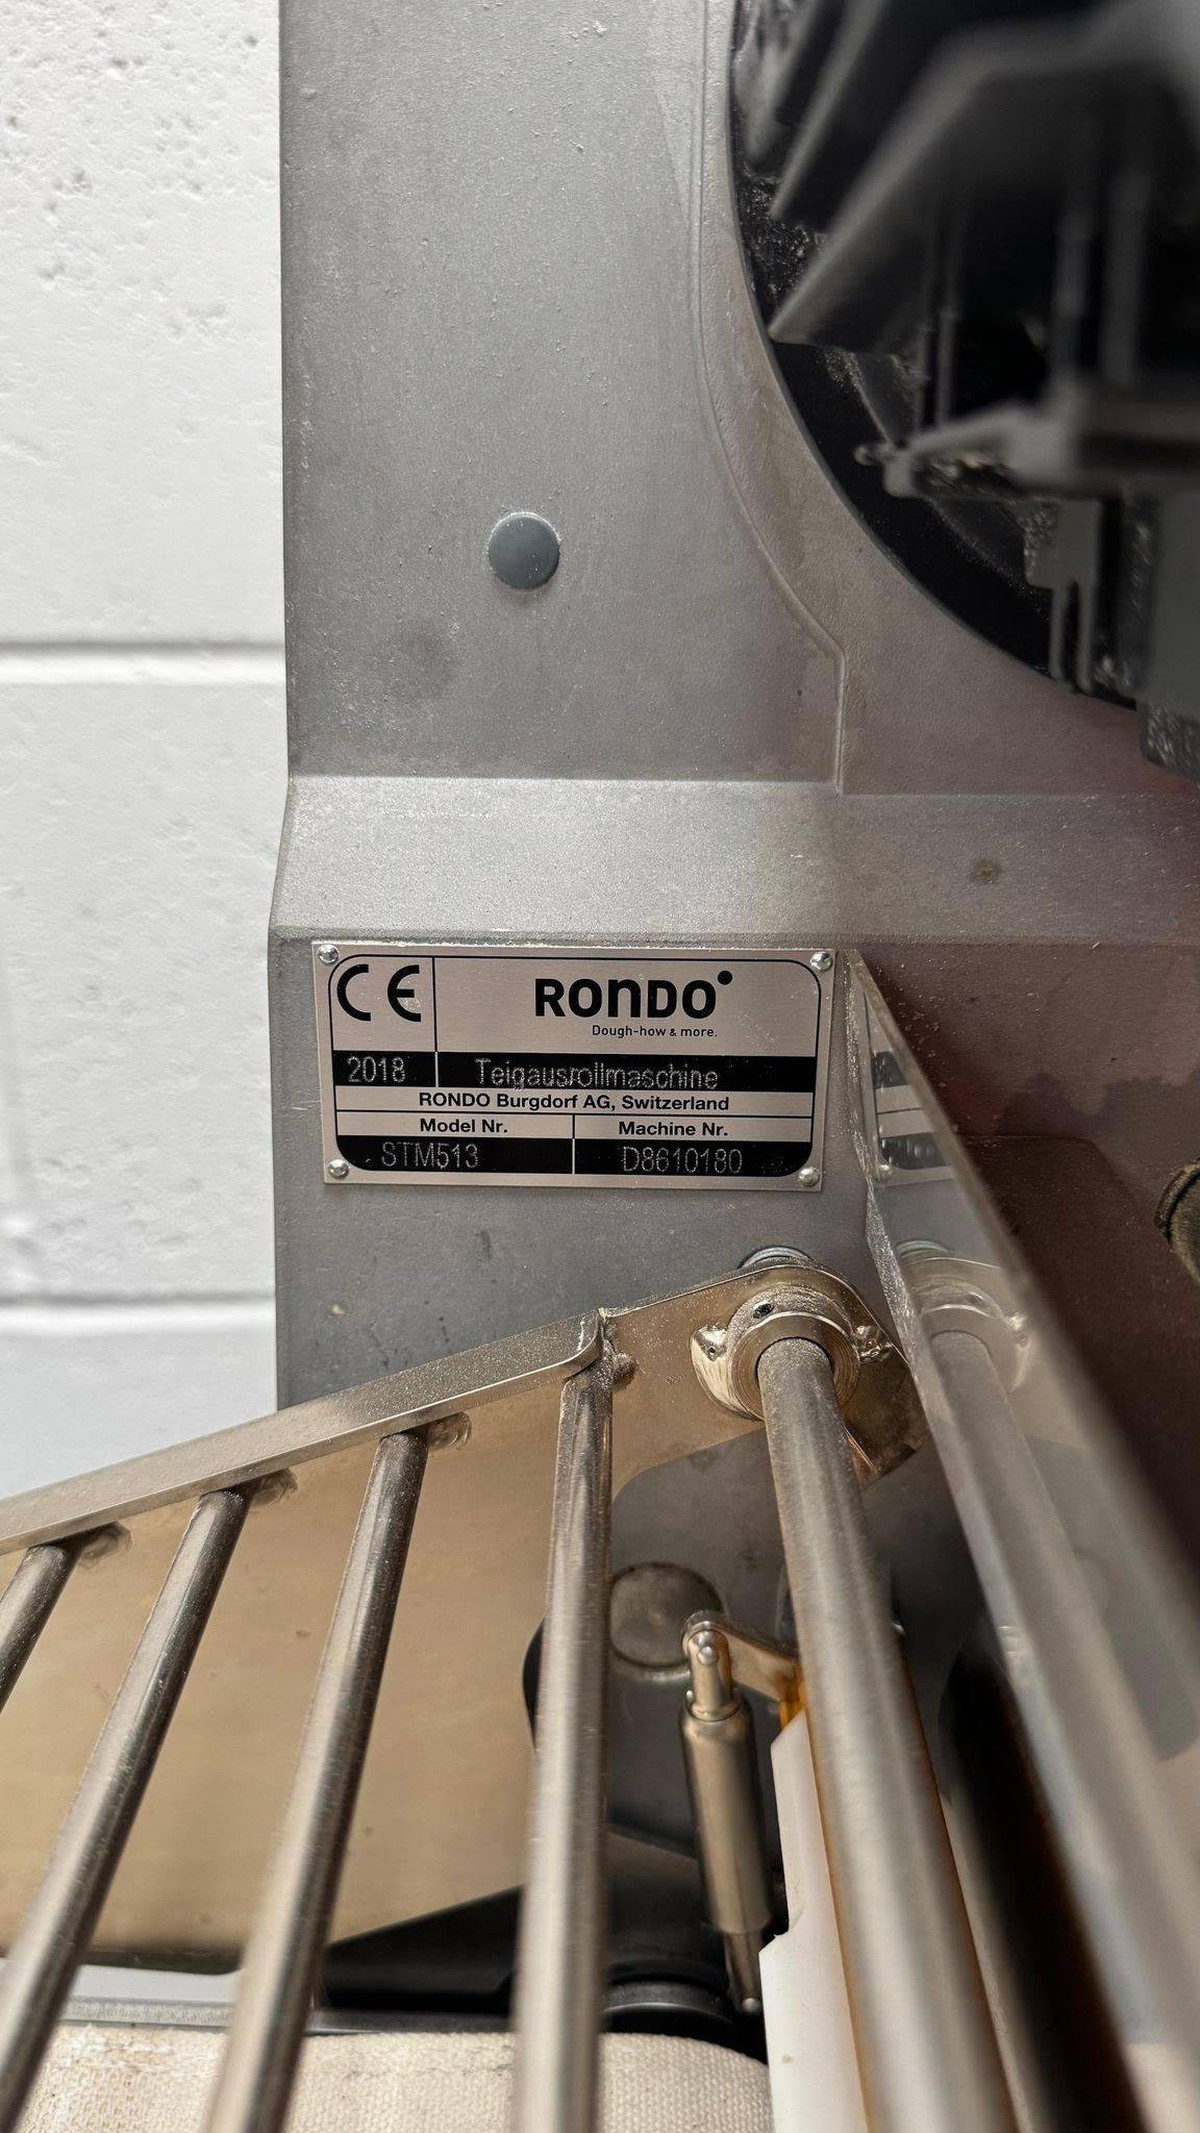 CE
RONDO
Dough-how & more.
2018 Teigausrollmaschine
RONDO Burgdorf AG, Switzerland
Model Nr. Machine Nr.
STM513 D8610180